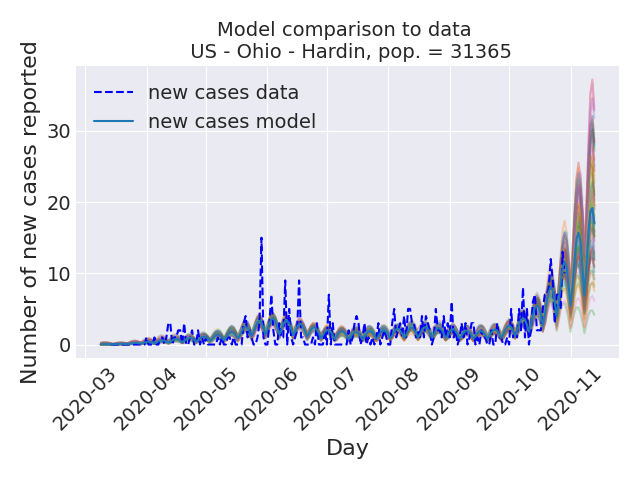 Model comparison to data
US - Ohio - Hardin, pop. = 31365
Number of new cases reported
new cases data
new cases model
30
20
10
0
2020-03
2020-04
2020-05
2020-06
2020-07
2020-08
2020-09
2020-10
2020-11
Day